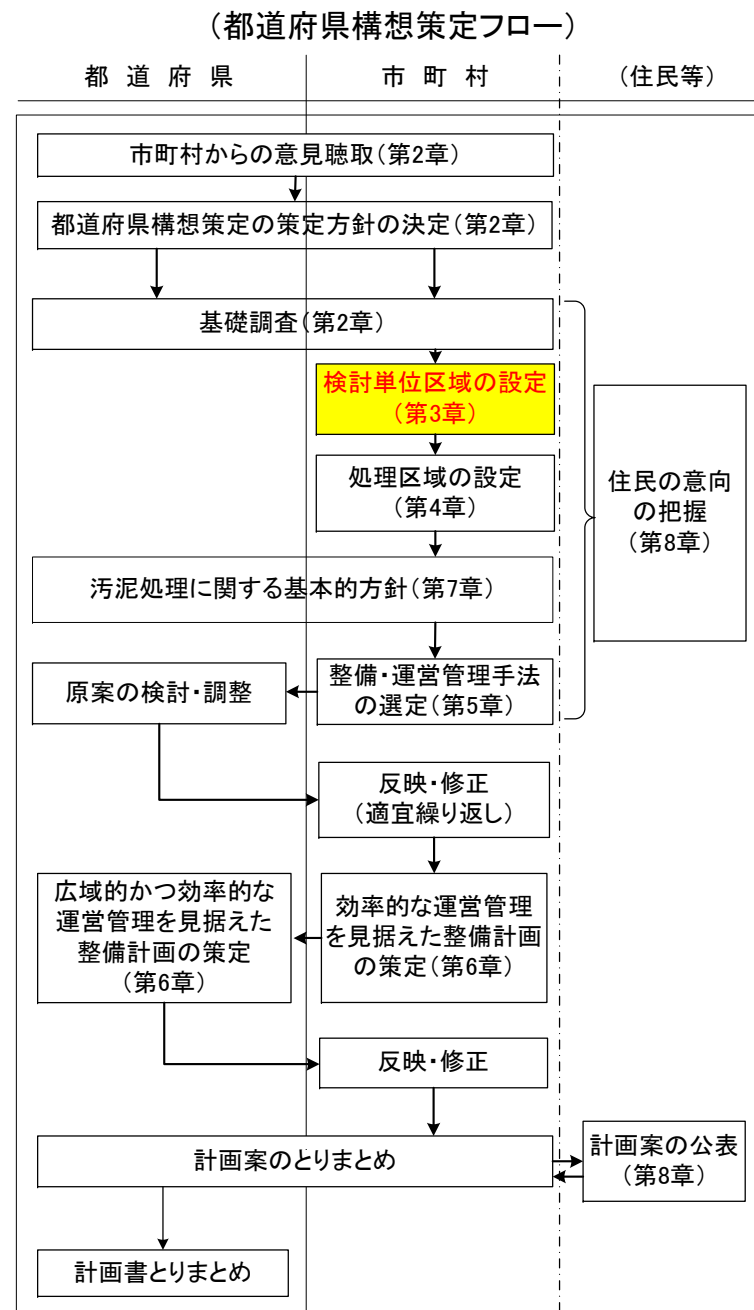 （都道府県構想策定フロー）
都 道 府 県
市 町 村
（住民等）
市町村からの意見聴取（第2章）
都道府県構想策定の策定方針の決定（第2章）
基礎調査（第2章）
検討単位区域の設定
（第3章）
処理区域の設定
（第4章）
住民の意向
の把握
（第8章）
汚泥処理に関する基本的方針（第7章）
原案の検討・調整
整備・運営管理手法
の選定（第5章）
反映・修正
（適宜繰り返し）
広域的かつ効率的な
運営管理を見据えた
整備計画の策定
（第6章）
効率的な運営管理
を見据えた整備計画
の策定（第6章）
反映・修正
計画案のとりまとめ
計画案の公表
（第8章）
計画書とりまとめ